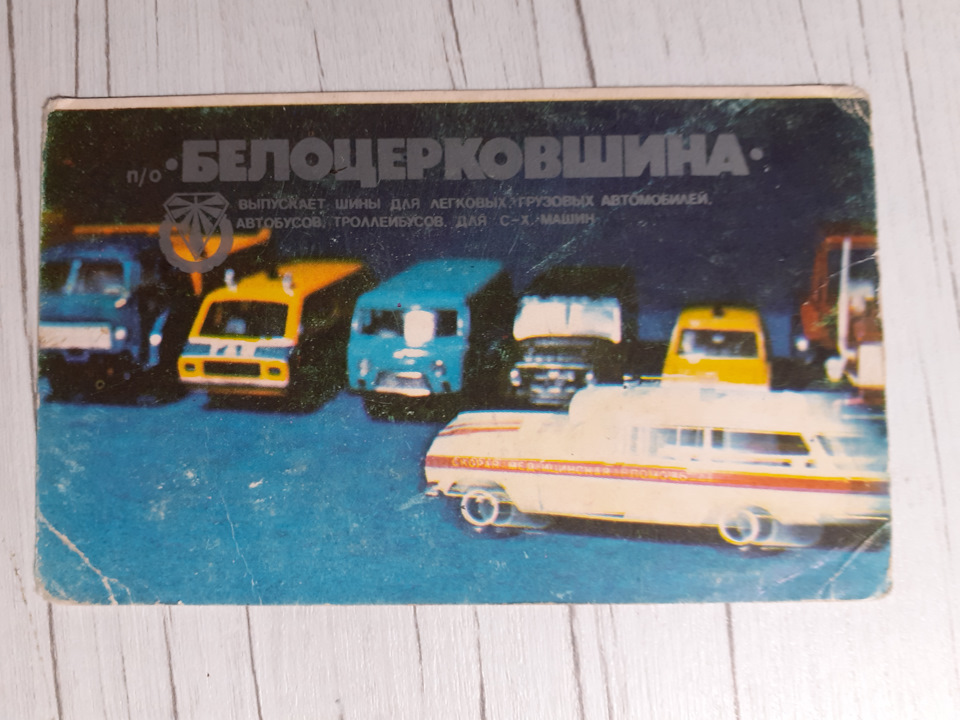 п/о •БЕЛОЦЕРКОВШИНА•
ВЫПУСКАЕТ ШИНЫ ДЛЯ ЛЕГКОВЫХ, ГРУЗОВЫХ АВТОМОБИЛЕЙ,
АВТОБУСОВ, ТРОЛЛЕЙБУСОВ, ДЛЯ С-Х МАШИН
СКОРАЯ МЕДИЦИНСКАЯ ПОМОЩЬ